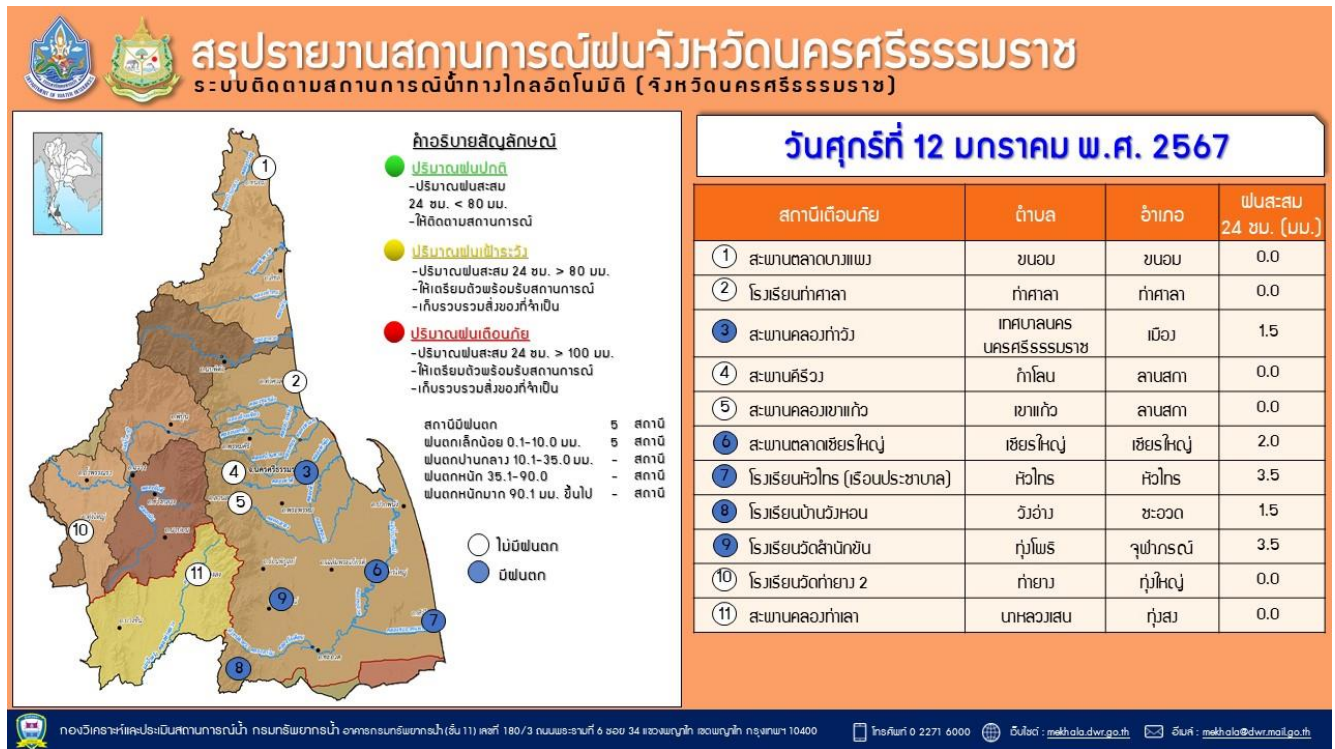 สรุปรายงานสถานการณ์ฝนจังหวัดนครศรีธรรมราช
ระบบติดตามสถานการณ์น้ำทางไกลอัตโนมัติ (จังหวัดนครศรีธรรมราช)
คำอธิบายสัญลักษณ์
ปริมาณฝนปกติ
-ปริมาณฝนสะสม
24 ชม. < 80 มม.
-ให้ติดตามสถานการณ์
ปริมาณฝนเฝ้าระวัง
-ปริมาณฝนสะสม 24 ชม. > 80 มม.
-ให้เตรียมตัวพร้อมรับสถานการณ์
-เก็บรวบรวมสิ่งของที่จำเป็น
ปริมาณฝนเตือนภัย
-ปริมาณฝนสะสม 24 ชม. > 100 มม.
-ให้เตรียมตัวพร้อมรับสถานการณ์
-เก็บรวบรวมสิ่งของที่จำเป็น
สถานีมีฝนตก 5 สถานี
ฝนตกเล็กน้อย 0.1-10.0 มม. 5 สถานี
ฝนตกปานกลาง 10.1-35.0 มม. - สถานี
ฝนตกหนัก 35.1-90.0 - สถานี
ฝนตกหนักมาก 90.1 มม. ขึ้นไป - สถานี
ไม่มีฝนตก
มีฝนตก
1
2
3
4
5
6
7
8
9
10
11
วันศุกร์ที่ 12 มกราคม พ.ศ. 2567
สถานีเตือนภัย ตำบล อำเภอ ฝนสะสม 24 ชม. (มม.)
1 สะพานตลาดบางแพง ขนอม ขนอม 0.0
2 โรงเรียนท่าศาลา ท่าศาลา ท่าศาลา 0.0
3 สะพานคลองท่าวัง เทศบาลนครนครศรีธรรมราช เมือง 1.5
4 สะพานคีรีวง กำโลน ลานสกา 0.0
5 สะพานคลองเขาแก้ว เขาแก้ว ลานสกา 0.0
6 สะพานตลาดเชียรใหญ่ เชียรใหญ่ เชียรใหญ่ 2.0
7 โรงเรียนหัวไทร (เรือนประชาบาล) หัวไทร หัวไทร 3.5
8 โรงเรียนบ้านวังหอน วังอ่าง ชะอวด 1.5
9 โรงเรียนวัดสำนักขัน ทุ่งโพธิ จุฬาภรณ์ 3.5
10 โรงเรียนวัดท่ายาง 2 ท่ายาง ทุ่งใหญ่ 0.0
11 สะพานคลองท่าเลา นาหลวงเสน ทุ่งสง 0.0
กองวิเคราะห์และประเมินสถานการณ์น้ำ กรมทรัพยากรน้ำ อาคารกรมทรัพยากรน้ำ (ชั้น 11) เลขที่ 180/3 ถนนพระรามที่ 6 ซอย 34 แขวงพญาไท เขตพญาไท กรุงเทพฯ 10400 โทรศัพท์ 0 2271 6000 เว็บไซต์ : mekhala.dwr.go.th อีเมล์ : mekhala@dwr.mail.go.th